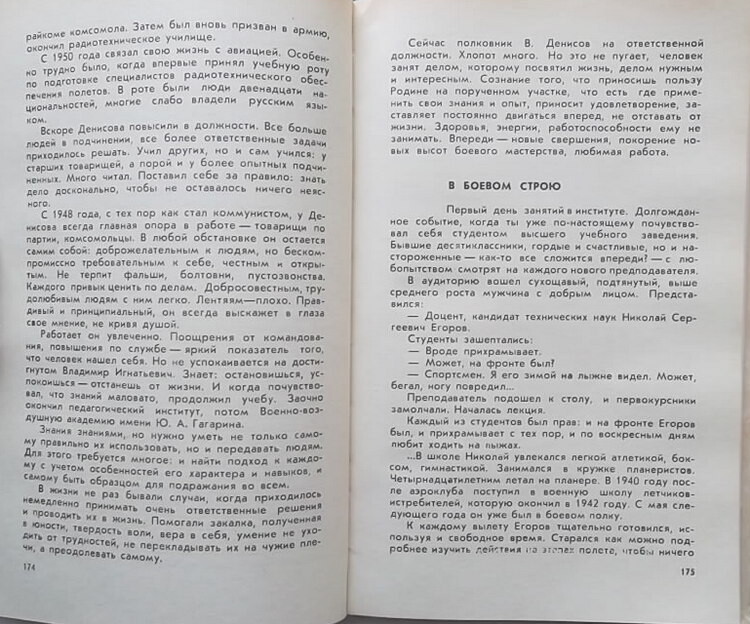 райкоме комсомола. Затем был вновь призван в армию,
окончил радиотехническое училище.
С 1950 года связал свою жизнь с авиацией. Особен-
но трудно было, когда впервые принял учебную роту
по подготовке специалистов радиотехнического обес-
печения полетов. В роте были люди двенадцати на-
циональностей, многие слабо владели русским язы-
ком.
Вскоре Денисова повысили в должности. Все больше
людей в подчинении, все более ответственные задачи
приходилось решать. Учил других, но и сам учился: у
старших товарищей, а порой и у более опытных подчи-
ненных. Много читал. Поставил себе за правило: знать
дело досконально, чтобы не оставалось ничего неяс-
ного.
С 1948 года, с тех пор как стал коммунистом, у Де-
нисова всегда главная опора в работе — товарищи по
партии, комсомольцы. В любой обстановке он остается
самим собой: доброжелательным к людям, но беском-
промиссно требовательным к себе, честным и откры-
тым. Не терпит фальши, болтовни, пустозвонства.
Каждого привык ценить по делам. Добросовестным, тру-
долюбивым людям с ним легко. Лентяям — плохо. Прав-
дивый и принципиальный, он всегда выскажет в глаза
свое мнение, не кривя душой.
Работает он увлеченно. Поощрения от командова-
ния, повышения по службе — яркий показатель того,
что человек нашел себя. Но не успокаивается на достиг-
нутом Владимир Игнатьевич. Знает: остановишься, ус-
покоишься — отстанешь от жизни. И когда почувство-
вал, что знаний маловато, продолжил учебу. Заочно
окончил педагогический институт, потом Военно-воз-
душную академию имени Ю. А. Гагарина.
Знания знаниями, но нужно уметь не только само-
му правильно их использовать, но и передавать людям.
Для этого требуется многое: и найти подход к каждо-
му с учетом особенностей его характера и навыков, и
самому быть образцом для подражания во всем.
В жизни не раз бывали случаи, когда приходилось
немедленно принимать очень ответственные решения
и проводить их в жизнь. Помогали закалка, полученная
в юности, твердость воли, вера в себя, умение не ухо-
дить от трудностей, не перекладывать их на чужие пле-
чи, а преодолевать самому.
174
Сейчас полковник В. Денисов на ответственной
должности. Хлопот много. Но это не пугает, человек
занят делом, которому посвятил жизнь, делом нужным
и интересным. Сознание того, что приносишь пользу
Родине на порученном участке, что есть где приме-
нить свои знания и опыт, приносит удовлетворение, за-
ставляет постоянно двигаться вперед, не отставать от
жизни. Здоровья, энергии, работоспособности ему не
занимать. Впереди — новые свершения, покорение но-
вых высот боевого мастерства, любимая работа.
В БОЕВОМ СТРОЮ
Первый день занятий в институте. Долгождан-
ное событие, когда ты уже по-настоящему почувствовал
себя студентом высшего учебного заведения.
Бывшие десятиклассники, гордые и счастливые, но и на-
стороженные — как-то все сложится впереди? — с лю-
бопытством смотрят на каждого нового преподавателя.
В аудиторию вошел сухощавый, подтянутый, выше
среднего роста мужчина с добрым лицом. Предста-
вился:
— Доцент, кандидат технических наук Николай Сер-
геевич Егоров.
Студенты зашептались:
— Вроде прихрамывает.
— Может, на фронте был?
— Спортсмен. Я его зимой на лыжне видел. Может,
бегал, ногу повредил...
Преподаватель подошел к столу, и первокурсники
замолчали. Началась лекция.
Каждый из студентов был прав: и на фронте Егоров
был, и прихрамывает с тех пор, и по воскресным дням
любит ходить на лыжах.
...В школе Николай увлекался легкой атлетикой, бок-
сом, гимнастикой. Занимался в кружке планеристов.
Четырнадцатилетним летал на планере. В 1940 году по-
сле аэроклуба поступил в военную школу летчиков-
истребителей, которую окончил в 1942 году. С мая
следующего года он уже был в боевом полку.
К каждому вылету Егоров тщательно готовился, ис-
пользуя и свободное время. Старался как можно под-
робнее изучить действия на этапах полета, чтобы ничего
175